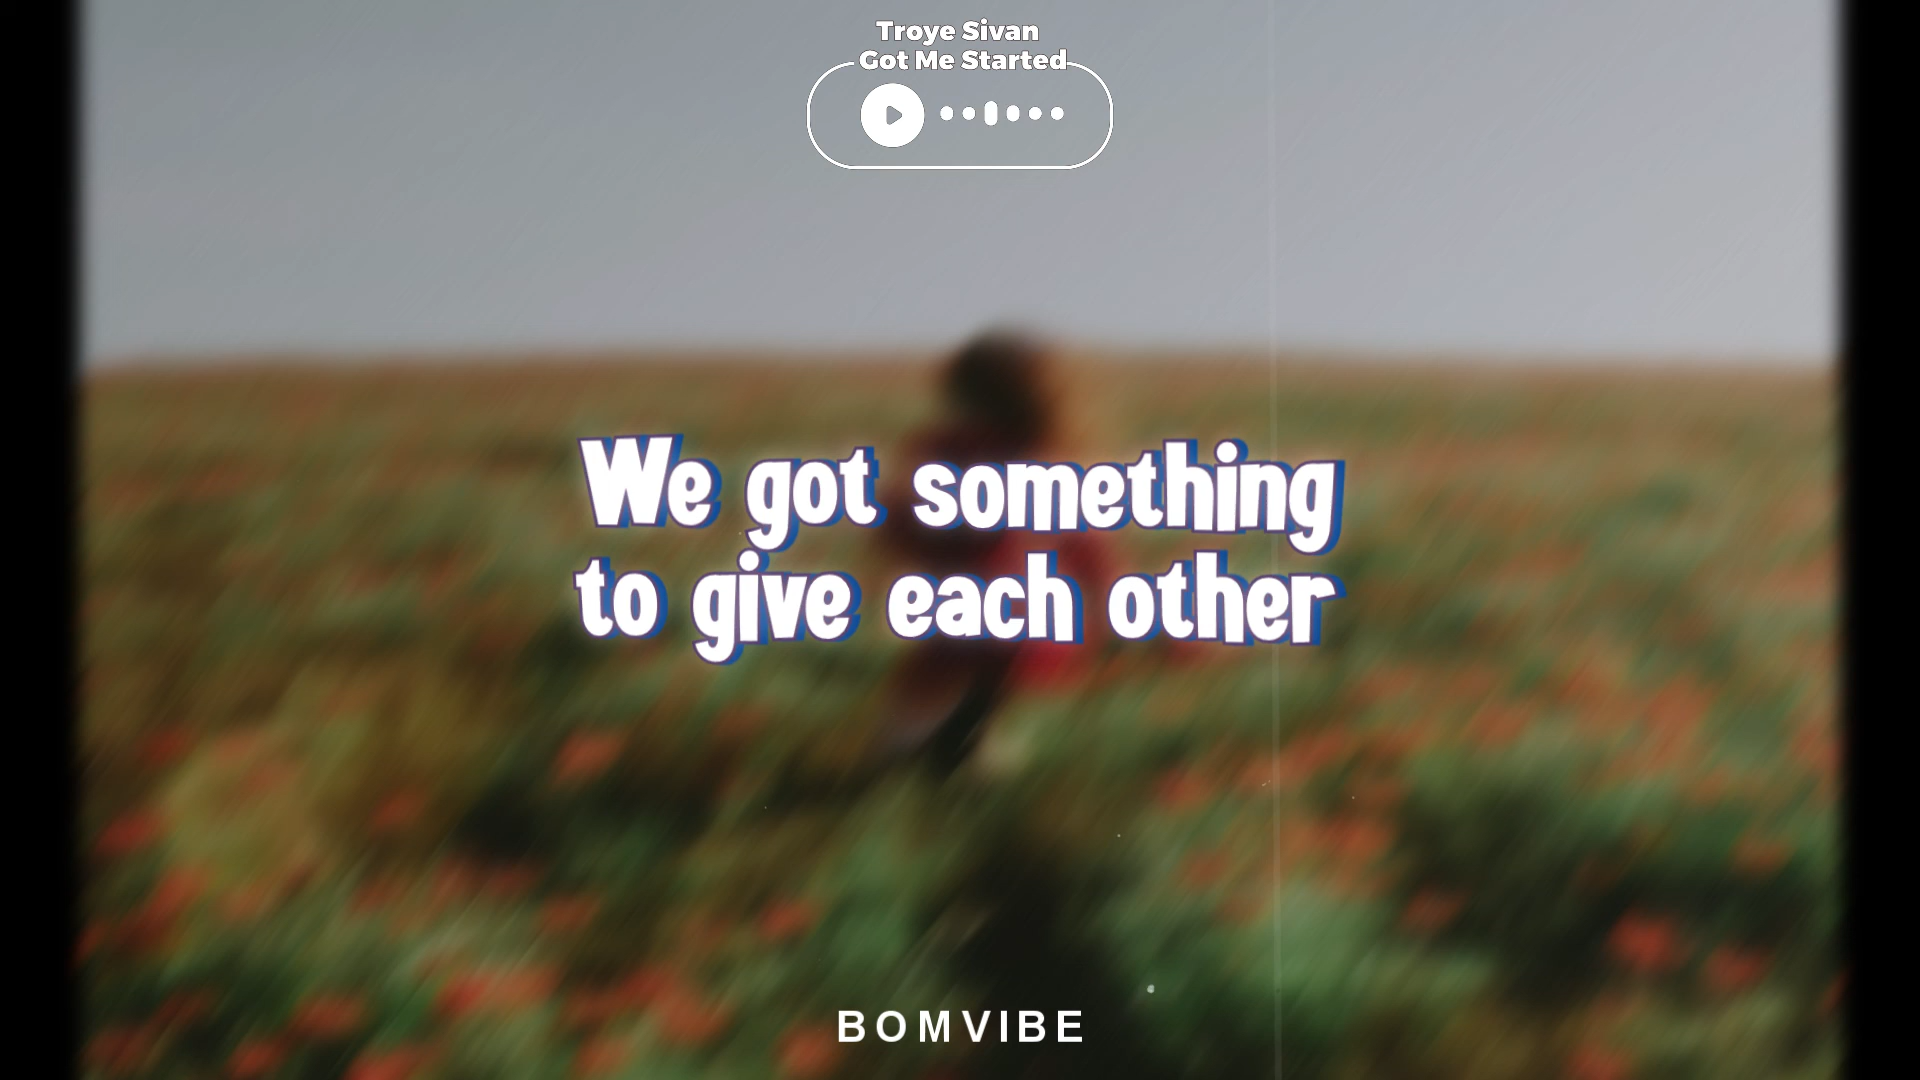 Troye Sivan
Got Me Started
We got something
to give each other
BOMVIBE